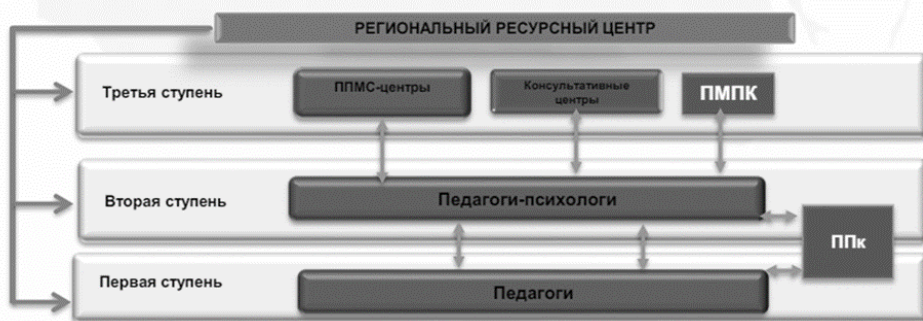 РЕГИОНАЛЬНЫЙ РЕСУРСНЫЙ ЦЕНТР
Третья ступень
ППМС-центры
Консультативные
центры
ПМПК
Вторая ступень
Педагоги-психологи
ППк
Первая ступень
Педагоги